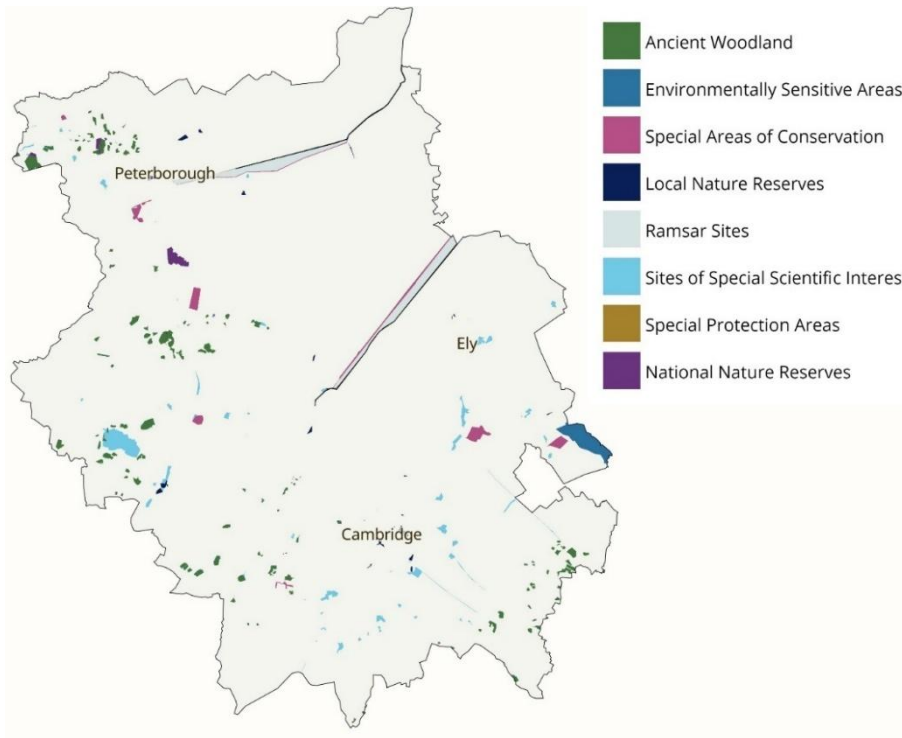 Ancient Woodland
Environmentally Sensitive Areas
Special Areas of Conservation
Local Nature Reserves
Ramsar Sites
Sites of Special Scientific Interes
Special Protection Areas
National Nature Reserves
Peterborough
Ely
Cambridge